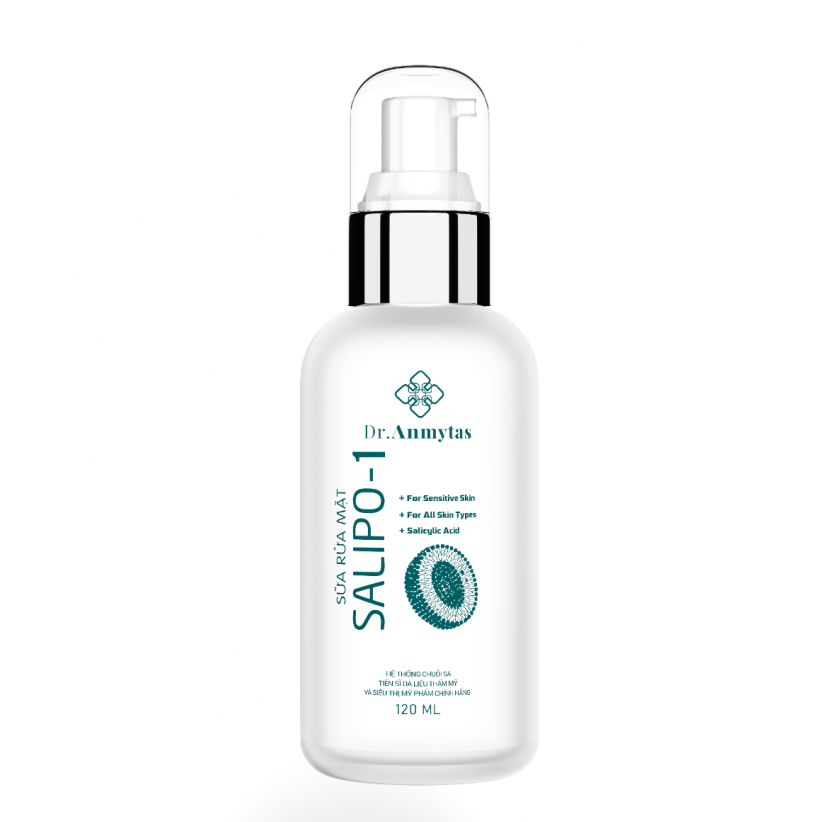 Dr.Anmytas
SỮA RỬA MẶT
SALIPO-1
+ For Sensitive Skin
+ For All Skin Types
+ Salicylic Acid
HỆ THỐNG CHUỖI SA
TIẾN SĨ DA LIỄU THẨM MỸ
VÀ SIÊU THỊ MỸ PHẨM CHÍNH HÃNG
120 ML